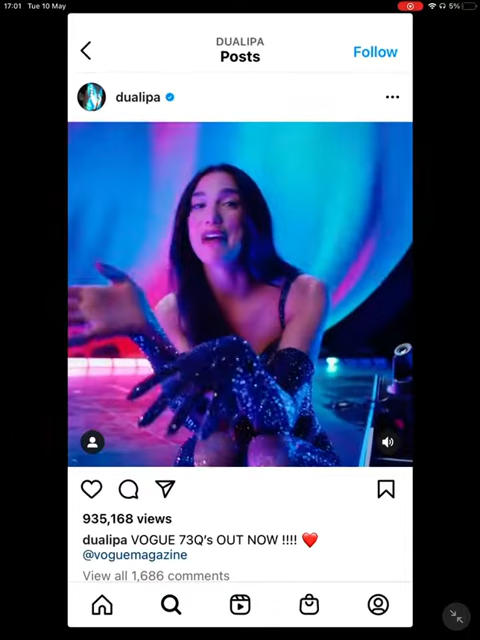 17:01 Tue 10 May
5%
DUALIPA
Posts
Follow
dualipa
935,168 views
dualipa VOGUE 73Q's OUT NOW !!!! ❤️
@voguemagazine
View all 1,686 comments